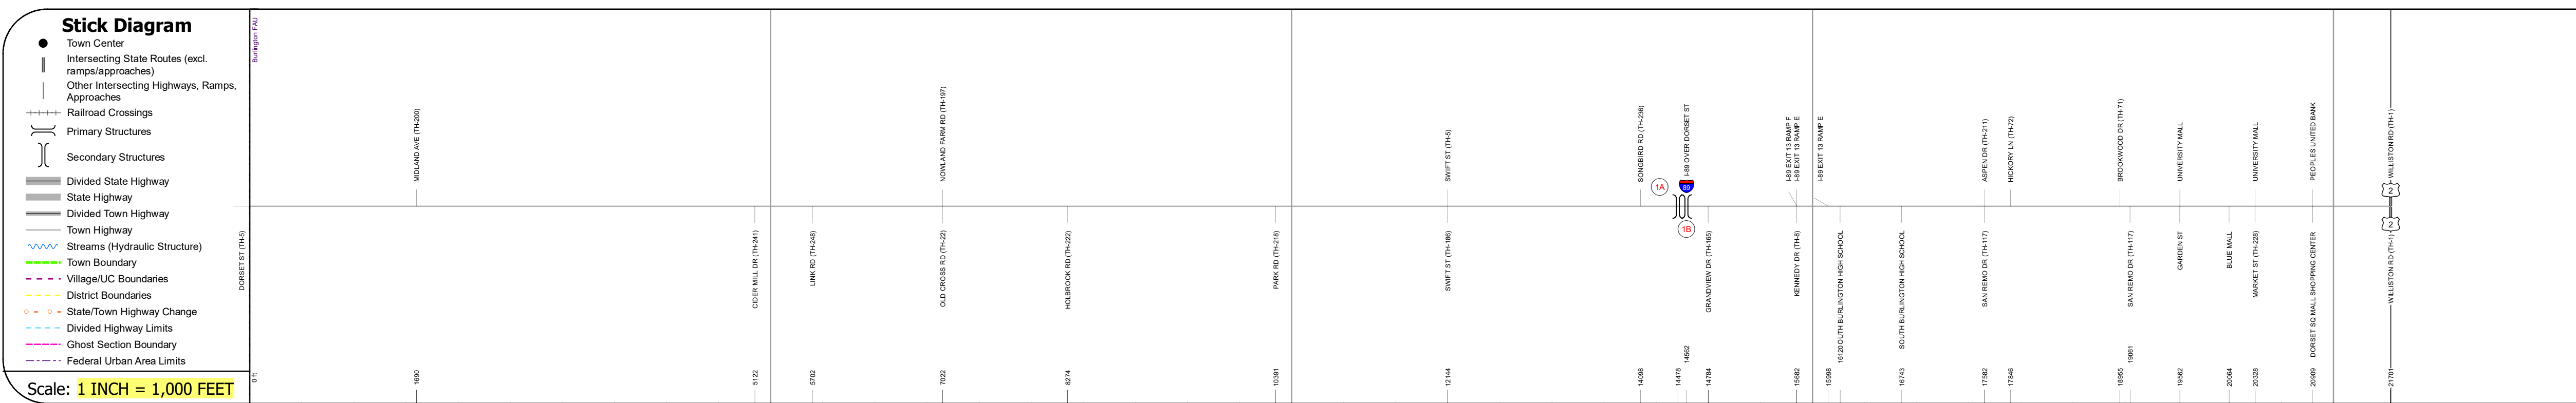 Stick Diagram
Town Center
Intersecting State Routes (excl.
ramps/approaches)
Other Intersecting Highways, Ramps,
Approaches
Railroad Crossings
Primary Structures
Secondary Structures
Divided State Highway
State Highway
Divided Town Highway
Town Highway
Streams (Hydraulic Structure)
Town Boundary
Village/UC Boundaries
District Boundaries
State/Town Highway Change
Divided Highway Limits
Ghost Section Boundary
Federal Urban Area Limits
Scale: 1 INCH = 1,000 FEET
Burlington FAU
MIDLAND AVE (TH-200)
NOWLAND FARM RD (TH-197)
SWIFT ST (TH-5)
SONGBIRD RD (TH-236)
I-89 OVER DORSET ST
I-89 EXIT 13 RAMP F
I-89 EXIT 13 RAMP E
I-89 EXIT 13 RAMP E
ASPEN DR (TH-211)
HICKORY LN (TH-72)
BROOKWOOD DR (TH-71)
UNIVERSITY MALL
UNIVERSITY MALL
PEOPLES UNITED BANK
WILLISTON RD (TH-1)
1A
89
1B
2
2
DORSET ST (TH-5)
CIDER MILL DR (TH-241)
LINK RD (TH-248)
OLD CROSS RD (TH-22)
HOLBROOK RD (TH-222)
PARK RD (TH-218)
SWIFT ST (TH-186)
GRANDVIEW DR (TH-165)
KENNEDY DR (TH-8)
OUTH BURLINGTON HIGH SCHOOL
SOUTH BURLINGTON HIGH SCHOOL
SAN REMO DR (TH-117)
SAN REMO DR (TH-117)
GARDEN ST
BLUE MALL
MARKET ST (TH-228)
DORSET SQ MALL SHOPPING CENTER
WILLISTON RD (TH-1)
0 ft
1690
5122
5702
7022
8274
10391
12144
14098
14478
14562
14784
15682
15998
16120
16743
17582
17846
18955
19061
19562
20064
20328
20909
21701